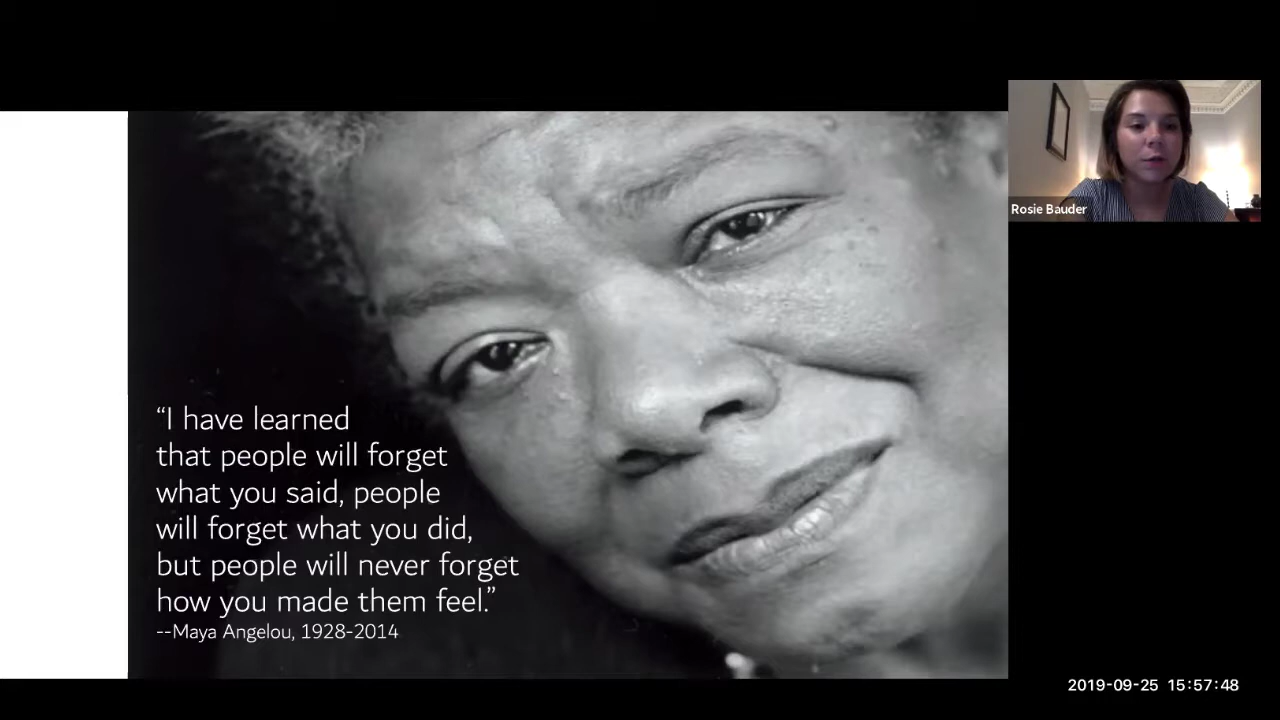 “I have learned
that people will forget
what you said, people
will forget what you did,
but people will never forget
how you made them feel.”
--Maya Angelou, 1928-2014
Rosie Bauder
2019-09-25 15:57:48